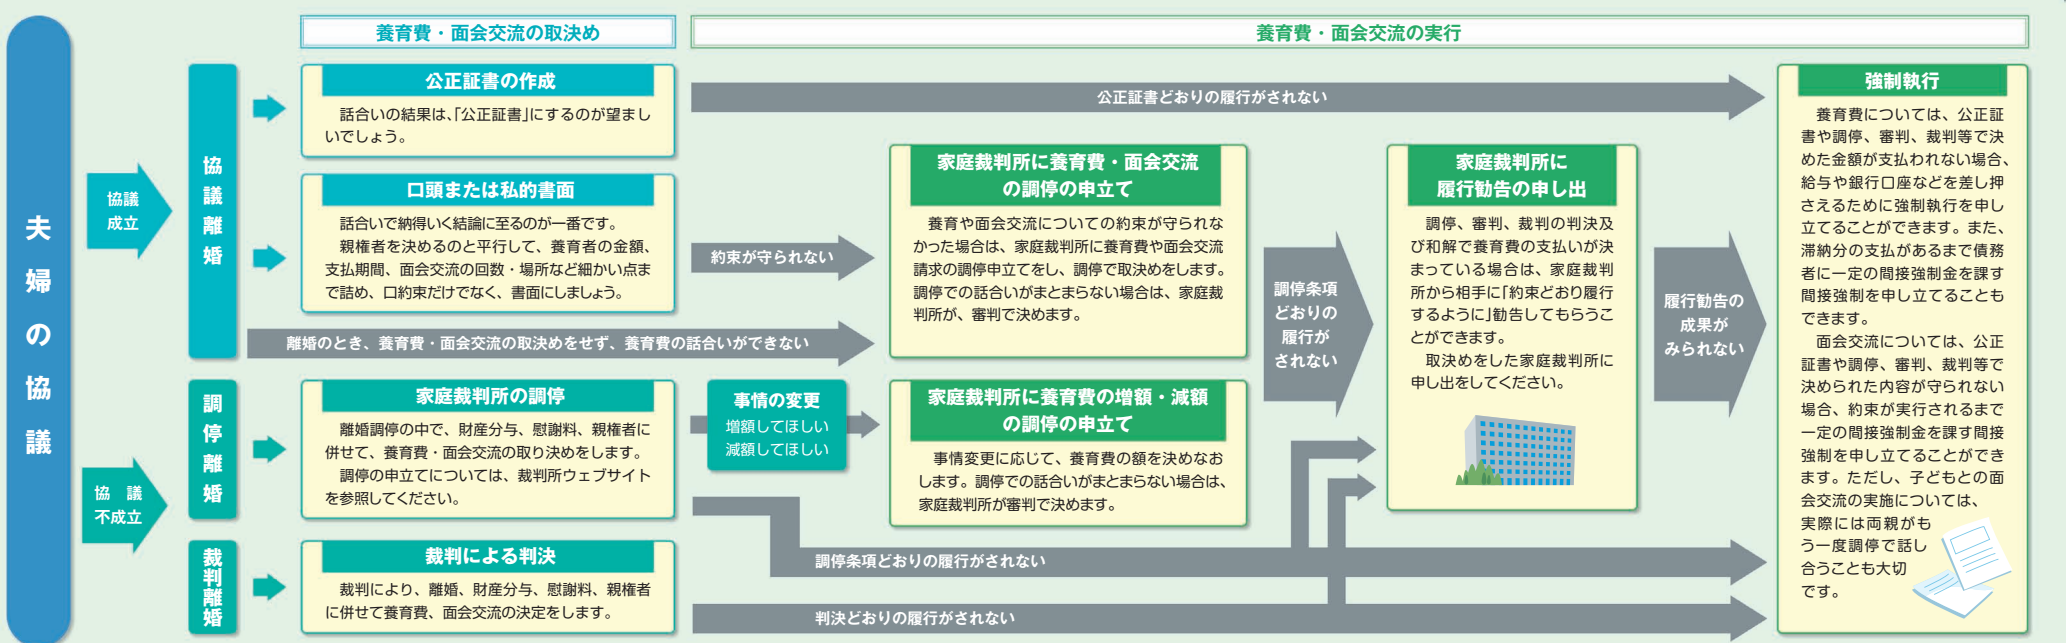 養育費・面会交流の取決め
養育費・面会交流の実行
夫婦の協議
協議
成立
協議離婚
公正証書の作成
話合いの結果は、「公正証書」にするのが望まし
いでしょう。
公正証書どおりの履行がされない
口頭または私的書面
話合いで納得いく結論に至るのが一番です。
親権者を決めるのと平行して、養育者の金額、
支払期間、面会交流の回数・場所など細かい点ま
で詰め、口約束だけでなく、書面にしましょう。
約束が守られない
離婚のとき、養育費・面会交流の取決めをせず、養育費の話合いができない
家庭裁判所に養育費・面会交流
の調停の申立て
養育や面会交流についての約束が守られな
かった場合は、家庭裁判所に養育費や面会交流
請求の調停申立てをし、調停で取決めをします。
調停での話合いがまとまらない場合は、家庭裁
判所が、審判で決めます。
協議
不成立
調停離婚
家庭裁判所の調停
離婚調停の中で、財産分与、慰謝料、親権者に
併せて、養育費・面会交流の取り決めをします。
調停の申立てについては、裁判所ウェブサイト
を参照してください。
事情の変更
増額してほしい
減額してほしい
家庭裁判所に養育費の増額・減額
の調停の申立て
事情変更に応じて、養育費の額を決めなお
します。調停での話合いがまとまらない場合は、
家庭裁判所が審判で決めます。
調停条項
どおりの
履行が
されない
家庭裁判所に
履行勧告の申し出
調停、審判、裁判の判決及
び和解で養育費の支払いが決
まっている場合は、家庭裁判
所から相手に「約束どおり履行
するように」勧告してもらうこ
とができます。
取決めをした家庭裁判所に
申し出をしてください。
履行勧告の
成果が
みられない
裁判離婚
裁判による判決
裁判により、離婚、財産分与、慰謝料、親権者
に併せて養育費、面会交流の決定をします。
調停条項どおりの履行がされない
判決どおりの履行がされない
強制執行
養育費については、公正証
書や調停、審判、裁判等で決
めた金額が支払われない場合、
給与や銀行口座などを差し押
さえるために強制執行を申し
立てることができます。また、
滞納分の支払があるまで債務
者に一定の間接強制金を課す
間接強制を申し立てることも
できます。
面会交流については、公正
証書や調停、審判、裁判等で
決められた内容が守られない
場合、約束が実行されるまで
一定の間接強制金を課す間接
強制を申し立てることができ
ます。ただし、子どもとの面
会交流の実施については、
実際には両親がも
う一度調停で話し
合うことも大切
です。